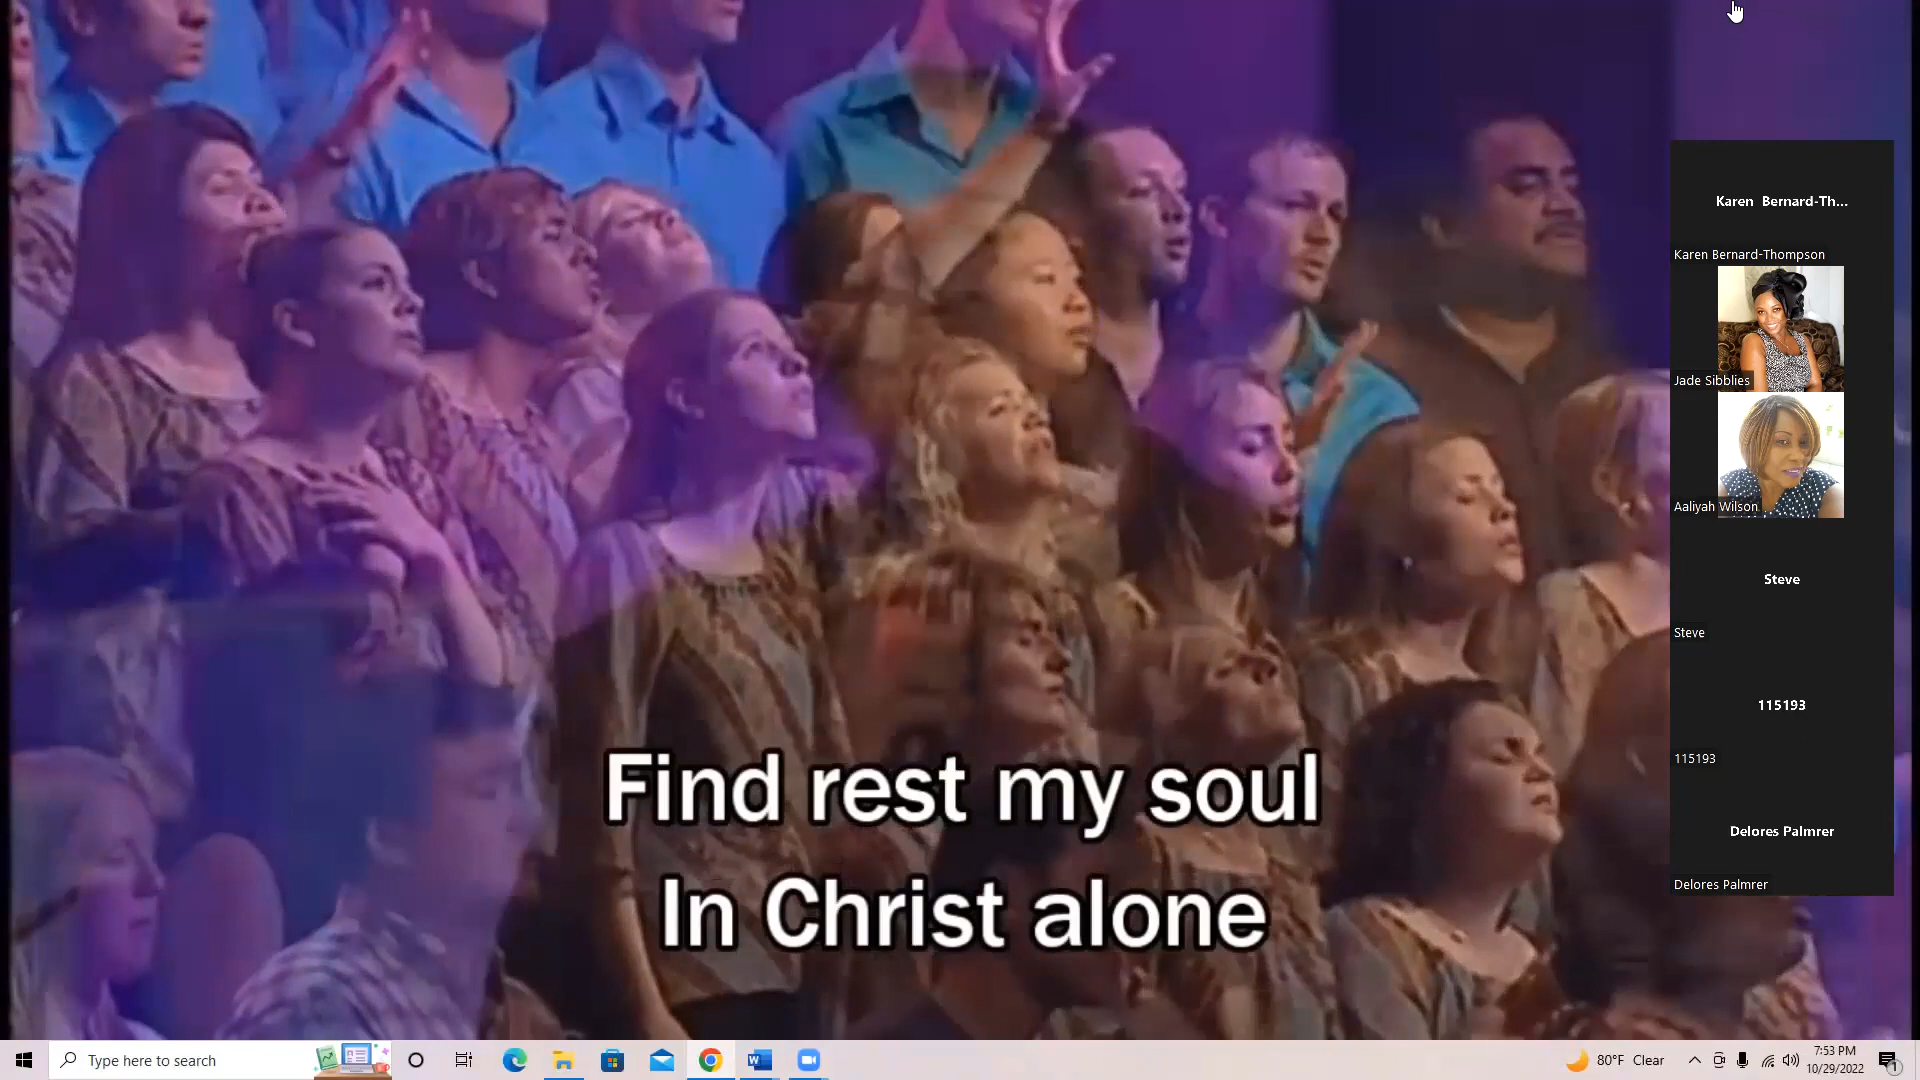 Find rest my soul
In Christ alone
Karen Bernard-Th...
Karen Bernard-Thompson
Jade Sibblies
Aaliyah Wilson
Steve
Steve
115193
115193
Delores Palmrer
Delores Palmrer
Type here to search
80°F Clear
7:53 PM
10/29/2022
1